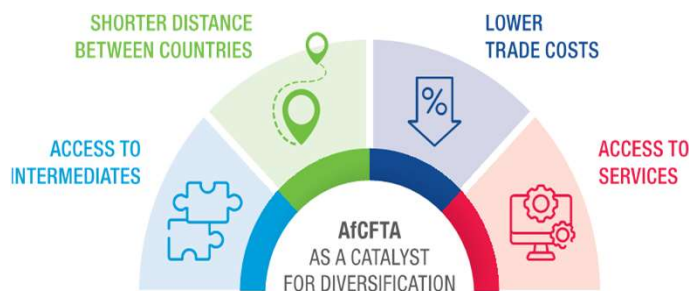 SHORTER DISTANCE
BETWEEN COUNTRIES
LOWER
TRADE COSTS
%
ACCESS TO
INTERMEDIATES
ACCESS TO
SERVICES
AfCFTA
AS A CATALYST
FOR DIVERSIFICATION